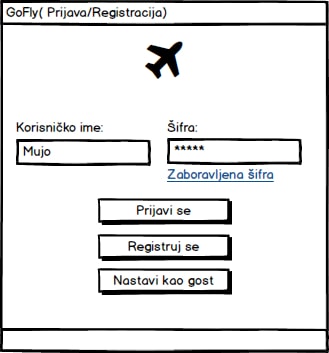 GoFly( Prijava/Registracija)
Korisničko ime: Šifra:
Mujo *****
Zaboravljena šifra
Prijavi se
Registruj se
Nastavi kao gost